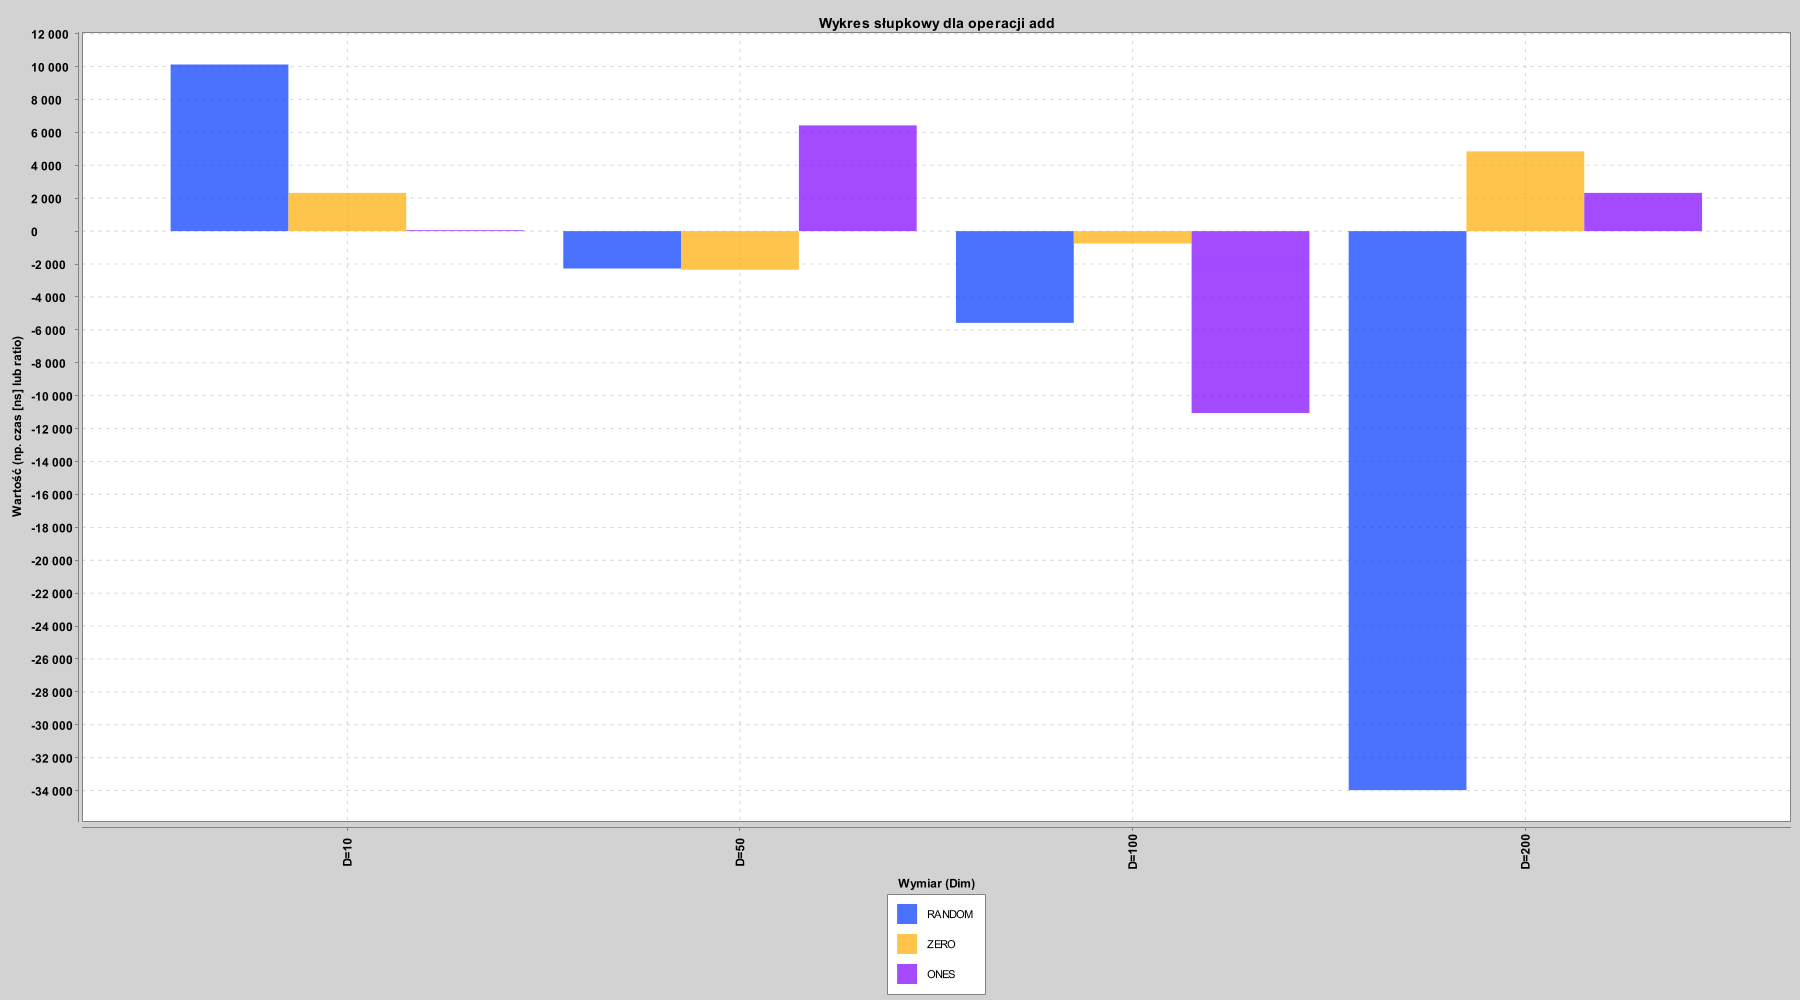 Wykres słupkowy dla operacji add
12 000
10 000
8 000
6 000
4 000
2 000
0
-2 000
-4 000
-6 000
-8 000
-10 000
-12 000
-14 000
-16 000
-18 000
-20 000
-22 000
-24 000
-26 000
-28 000
-30 000
-32 000
-34 000
Wartość (np. czas [ns] lub ratio)
D=10
D=50
D=100
D=200
Wymiar (Dim)
RANDOM
ZERO
ONES